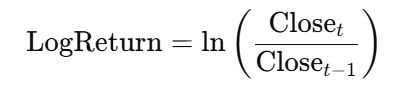 LogReturn = ln ( Close_t / Close_{t−1} )